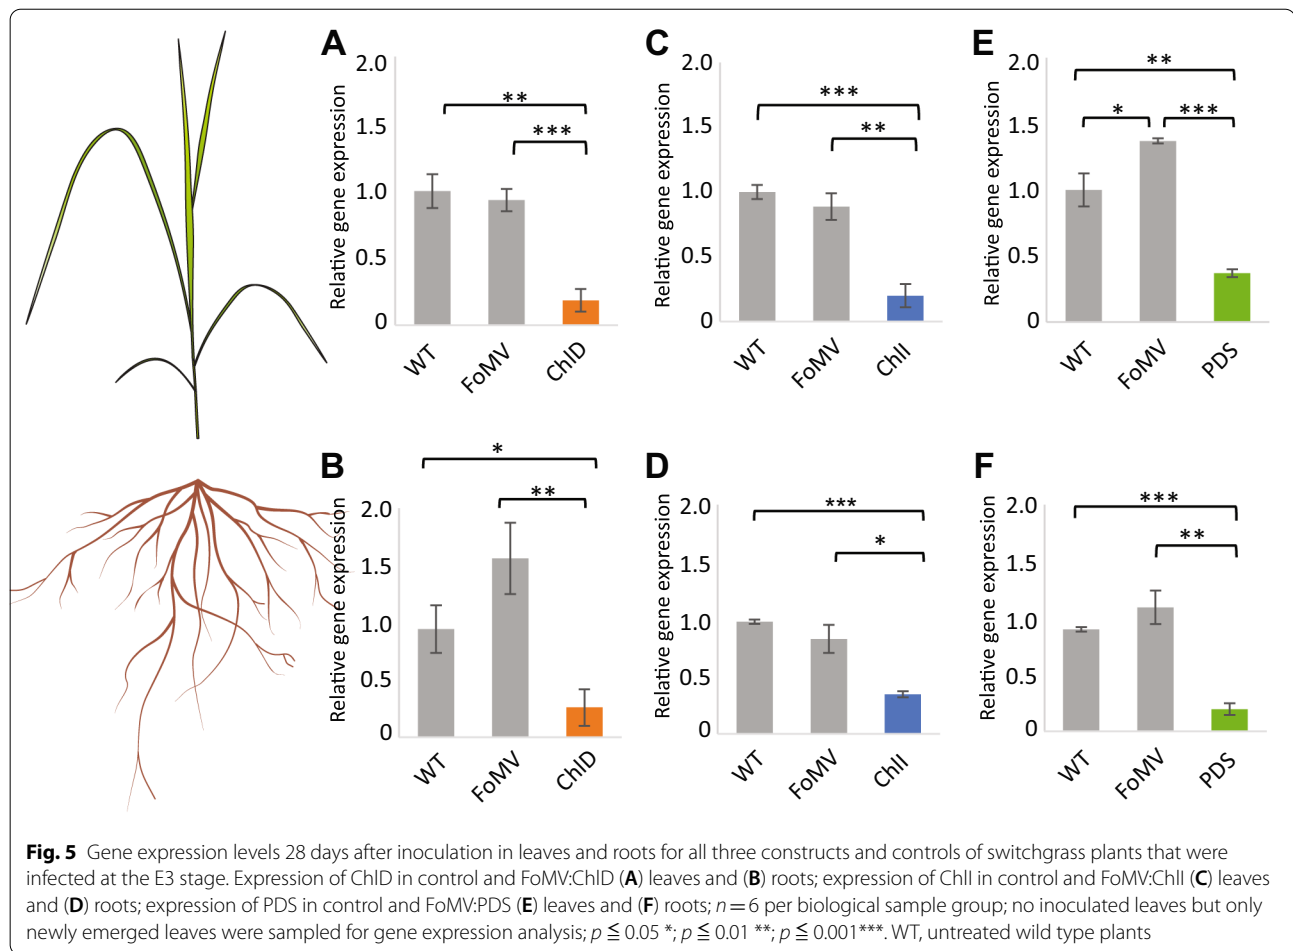 A
Relative gene expression
2.0
1.5
1.0
0.5
0
**
***
WT
FoMV
ChlD
C
Relative gene expression
2.0
1.5
1.0
0.5
0
***
**
WT
FoMV
ChlI
E
Relative gene expression
2.0
1.5
1.0
0.5
0
**
*
***
WT
FoMV
PDS
B
Relative gene expression
2.0
1.5
1.0
0.5
0
*
**
WT
FoMV
ChlD
D
Relative gene expression
2.0
1.5
1.0
0.5
0
***
*
WT
FoMV
ChlI
F
Relative gene expression
2.0
1.5
1.0
0.5
0
***
**
WT
FoMV
PDS
Fig. 5 Gene expression levels 28 days after inoculation in leaves and roots for all three constructs and controls of switchgrass plants that were
infected at the E3 stage. Expression of ChlD in control and FoMV:ChlD (A) leaves and (B) roots; expression of ChlI in control and FoMV:ChlI (C) leaves
and (D) roots; expression of PDS in control and FoMV:PDS (E) leaves and (F) roots; n = 6 per biological sample group; no inoculated leaves but only
newly emerged leaves were sampled for gene expression analysis; p ≦ 0.05 *; p ≦ 0.01 **; p ≦ 0.001***. WT, untreated wild type plants